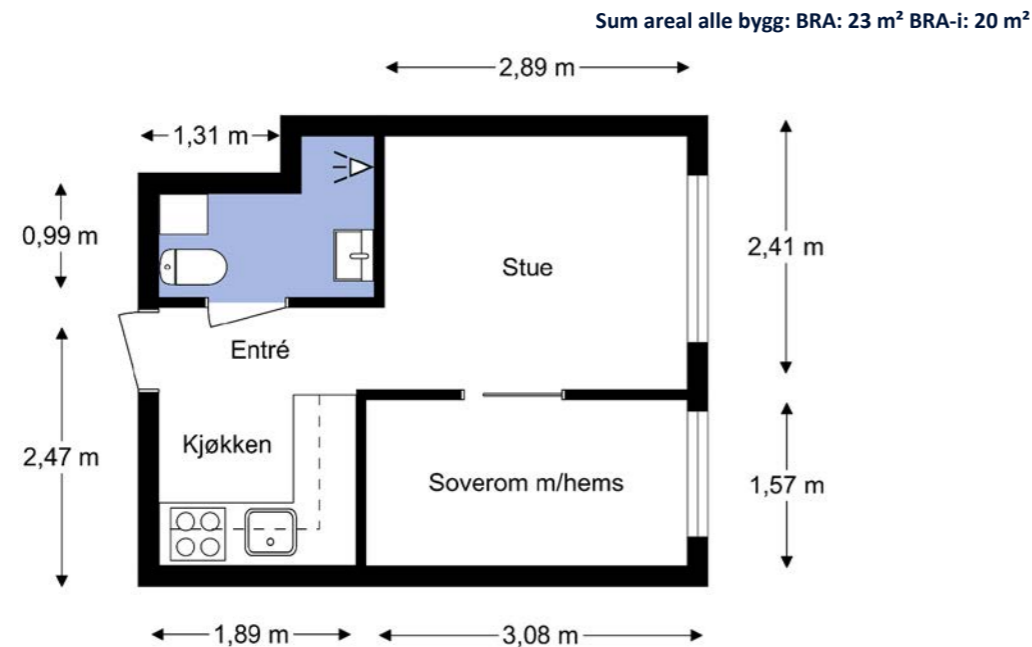 Sum areal alle bygg: BRA: 23 m² BRA-i: 20 m²
2,89 m
1,31 m
0,99 m
2,41 m
Stue
Entré
Kjøkken
2,47 m
Soverom m/hems
1,57 m
1,89 m
3,08 m